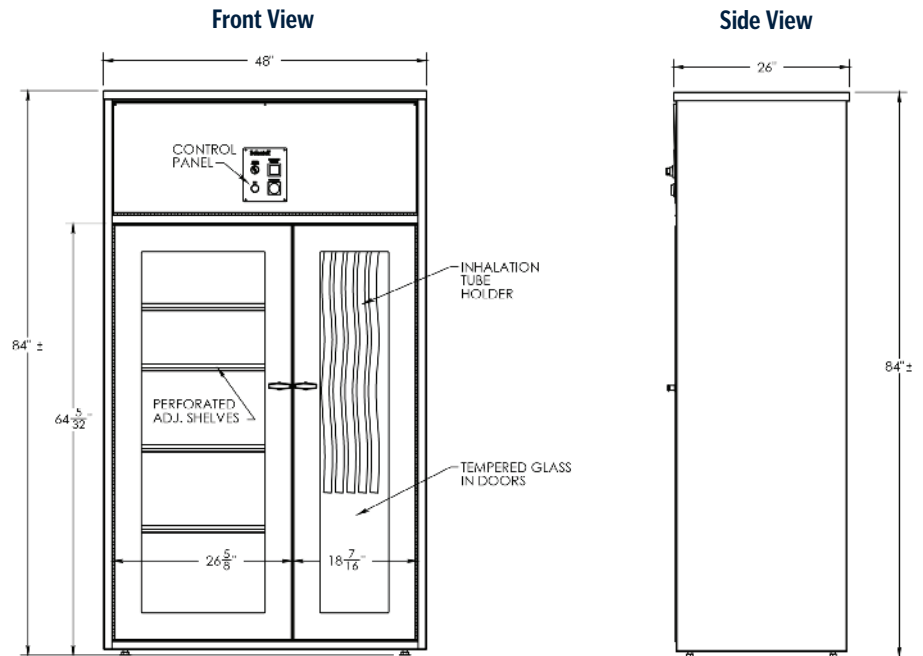 Front View
Side View
48"
26"
CONTROL
PANEL
INHALATION
TUBE
HOLDER
84" ±
84" ±
64 5/32"
PERFORATED
ADJ. SHELVES
TEMPERED GLASS
IN DOORS
26 5/8"
18 7/16"